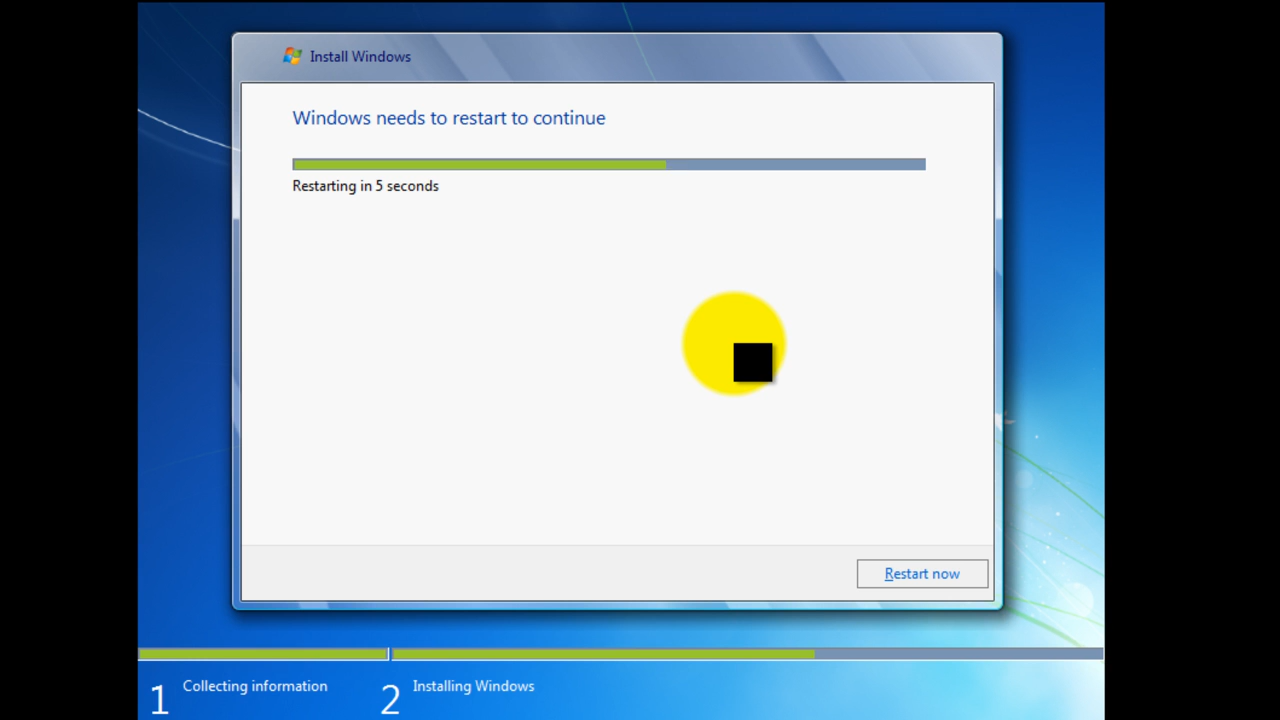 Install Windows
Windows needs to restart to continue
Restarting in 5 seconds
Restart now
1 Collecting information
2 Installing Windows